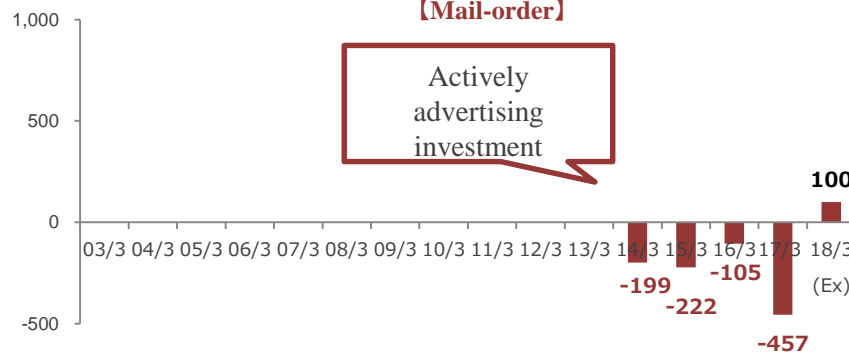 【Mail-order】
1,000
Actively
advertising
investment
500
100
0
03/3 04/3 05/3 06/3 07/3 08/3 09/3 10/3 11/3 12/3 13/3 14/3 15/3 16/3 17/3 18/3
(Ex)
-199
-222
-105
-457
-500